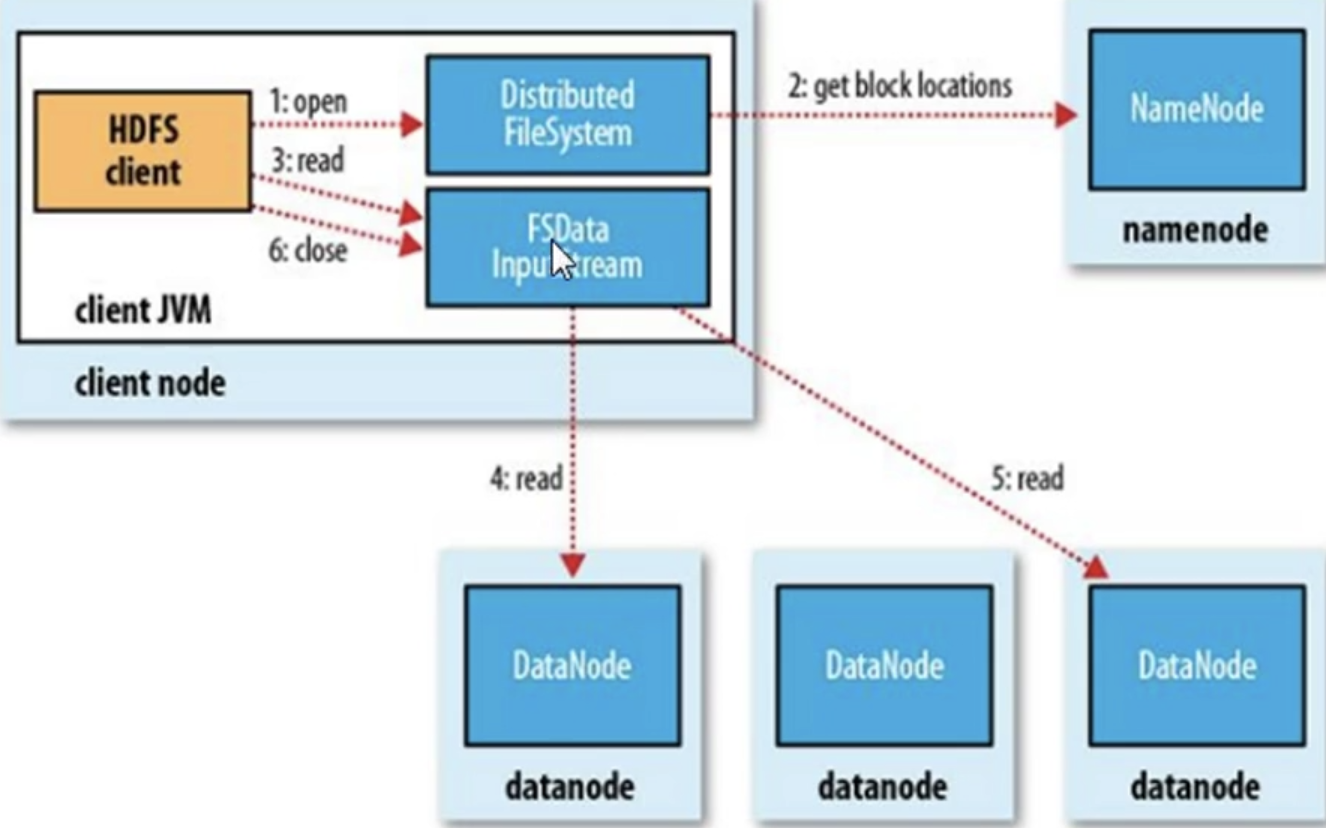 1: open
Distributed
FileSystem
2: get block locations
NameNode
HDFS
client
3: read
FSData
InputStream
namenode
6: close
client JVM
client node
4: read
5: read
DataNode
DataNode
DataNode
datanode
datanode
datanode